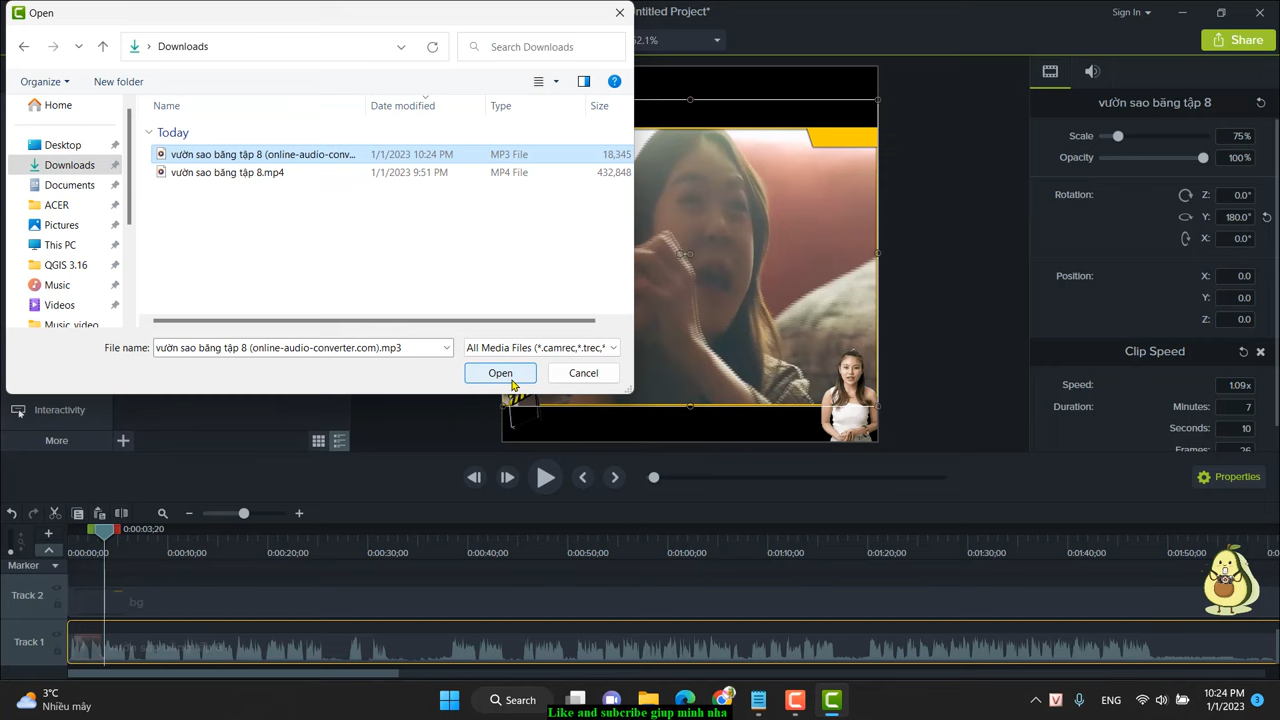 Open
ntitled Project*
Sign In
Downloads
Search Downloads
Share
Organize
New folder
Home
Desktop
Downloads
Documents
ACER
Pictures
This PC
QGIS 3.16
Music
Videos
Music video
Name
Date modified
Type
Size
Today
vườn sao băng tập 8 (online-audio-conv...
1/1/2023 10:24 PM
MP3 File
18,345
vườn sao băng tập 8.mp4
1/1/2023 9:51 PM
MP4 File
432,848
File name:
vườn sao băng tập 8 (online-audio-converter.com).mp3
All Media Files (*.camrec,*.trec,*
Open
Cancel
Interactivity
More
vườn sao băng tập 8
Scale
75%
Opacity
100%
Rotation:
Z:
0.0°
Y:
180.0°
X:
0.0°
Position:
X:
0.0
Y:
0.0
Z:
0.0
Clip Speed
Speed:
1.09x
Duration:
Minutes:
7
Seconds:
10
Frames:
26
Properties
0:00:03;20
0:00:00;00
0:00:10;00
0:00:20;00
0:00:30;00
0:00:40;00
0:00:50;00
0:01:00;00
0:01:10;00
0:01:20;00
0:01:30;00
0:01:40;00
0:01:50;00
Marker
Track 2
bg
Track 1
3°C
Nhiều mây
Search
ENG
10:24 PM
1/1/2023
3
Like and subcribe giup minh nha